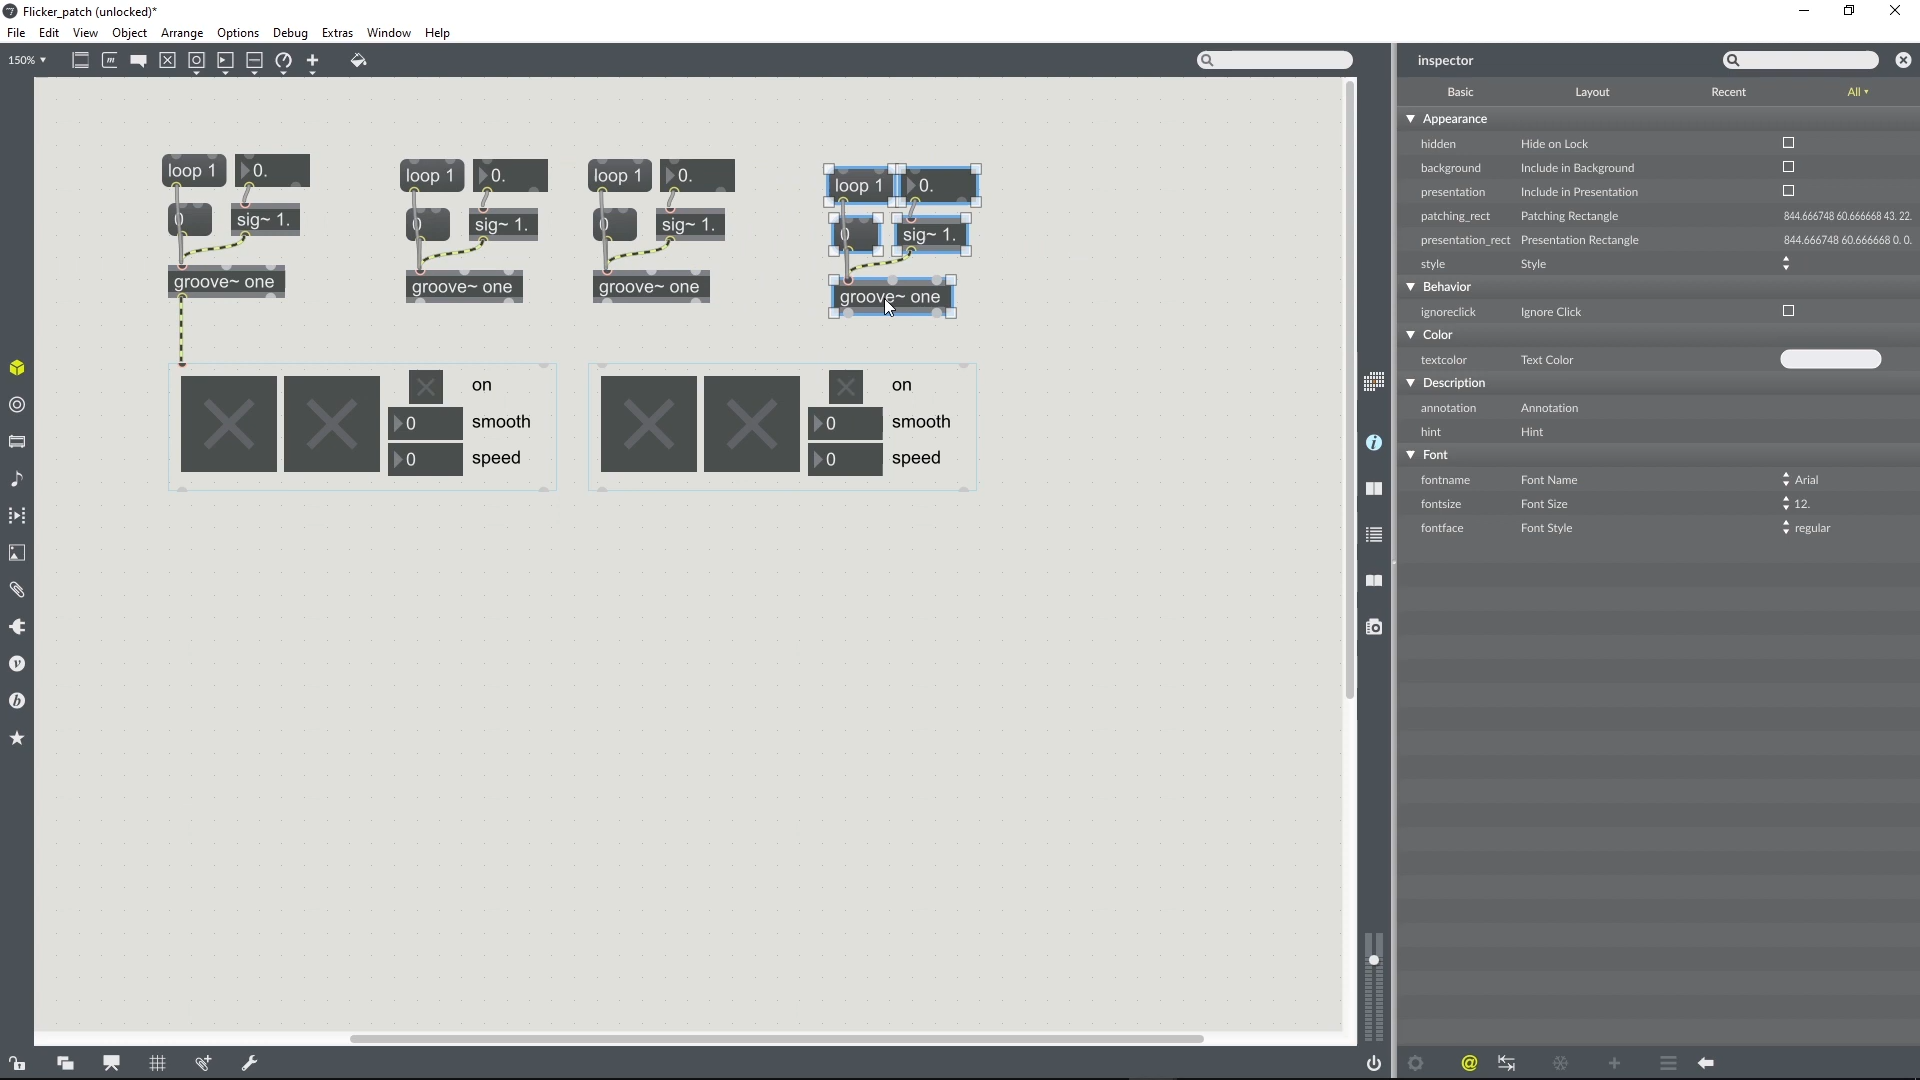 Flicker_patch (unlocked)*
File Edit View Object Arrange Options Debug Extras Window Help
150%
inspector
Basic Layout Recent All
Appearance
hidden Hide on Lock
background Include in Background
presentation Include in Presentation
patching_rect Patching Rectangle 844.666748 60.666668 43. 22.
presentation_rect Presentation Rectangle 844.666748 60.666668 0. 0.
style Style
Behavior
ignoreclick Ignore Click
Color
textcolor Text Color
Description
annotation Annotation
hint Hint
Font
fontname Font Name Arial
fontsize Font Size 12.
fontface Font Style regular
loop 1 0.
0 sig~ 1.
groove~ one
loop 1 0.
0 sig~ 1.
groove~ one
loop 1 0.
0 sig~ 1.
groove~ one
loop 1 0.
0 sig~ 1.
groove~ one
on
0 smooth
0 speed
on
0 smooth
0 speed